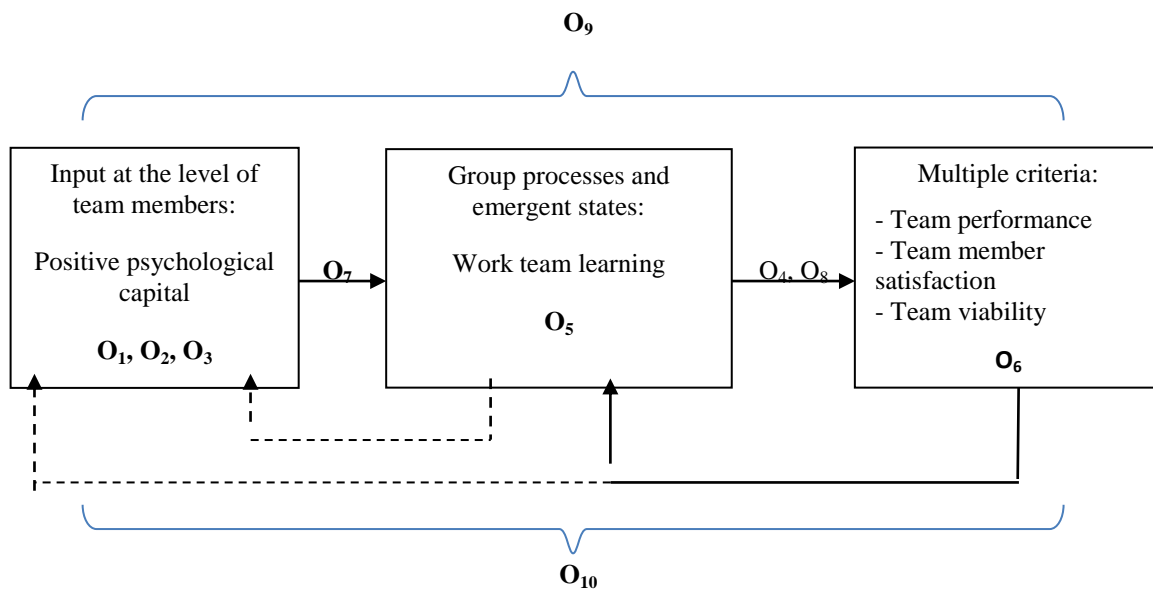 O₉
Input at the level of
team members:
Positive psychological
capital
O₁, O₂, O₃
O₇
Group processes and
emergent states:
Work team learning
O₅
O₄, O₈
Multiple criteria:
- Team performance
- Team member
satisfaction
- Team viability
O₆
O₁₀